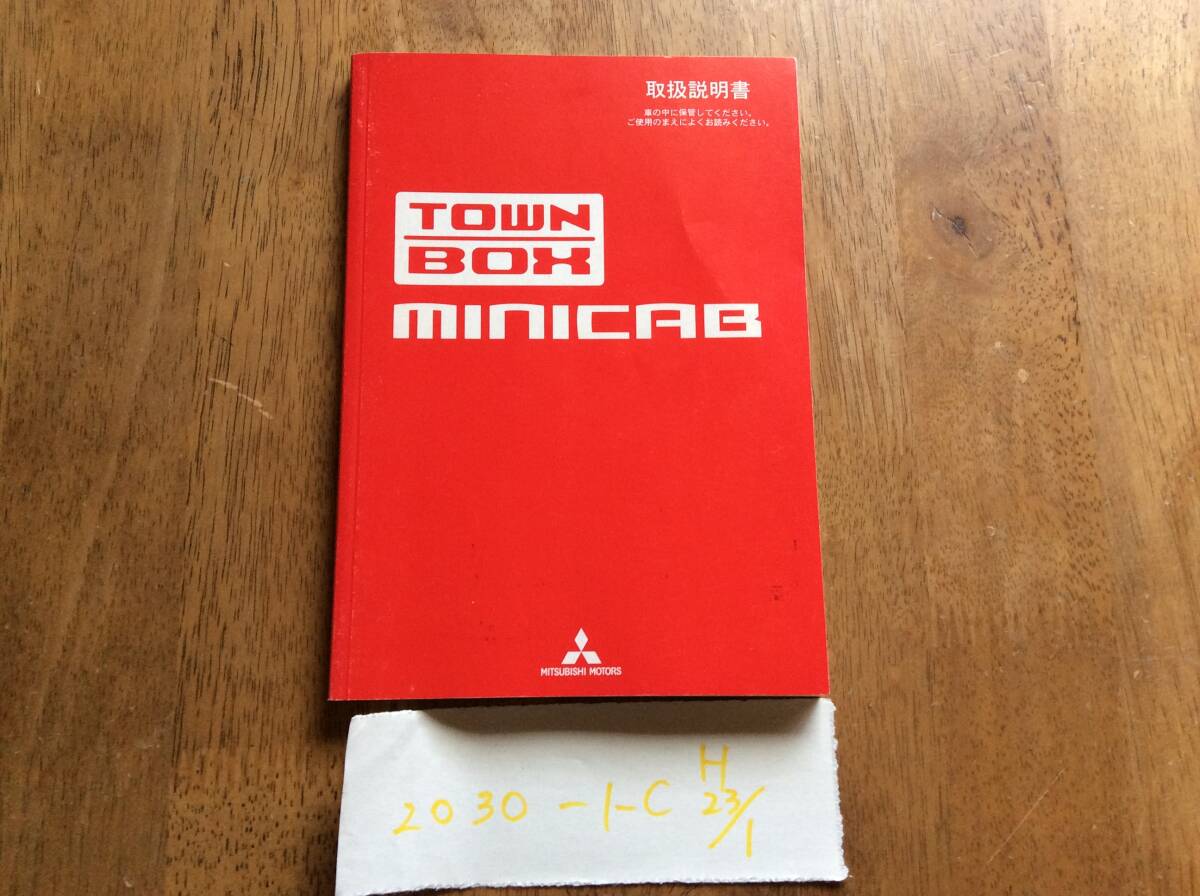 取扱説明書
車の中に保管してください。
ご使用のまえによくお読みください。
TOWN
BOX
MINICAB
MITSUBISHI MOTORS
2030-1-C H23/1